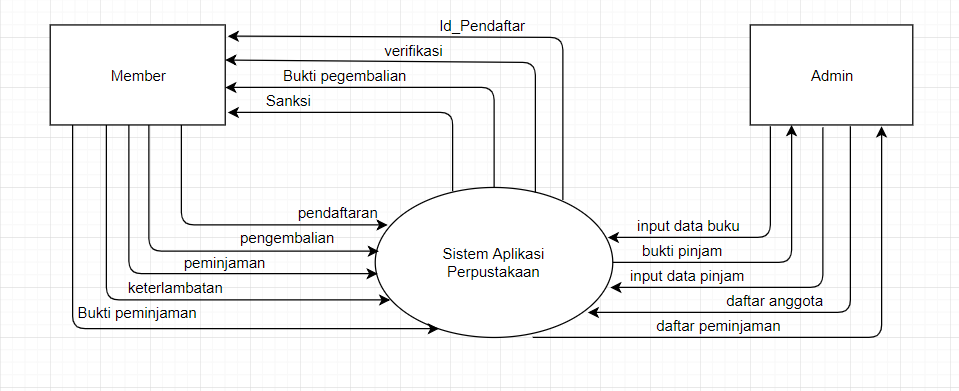 Id_Pendaftar
verifikasi
Bukti pegembalian
Sanksi
Member
Admin
pendaftaran
pengembalian
peminjaman
keterlambatan
Bukti peminjaman
Sistem Aplikasi
Perpustakaan
input data buku
bukti pinjam
input data pinjam
daftar anggota
daftar peminjaman